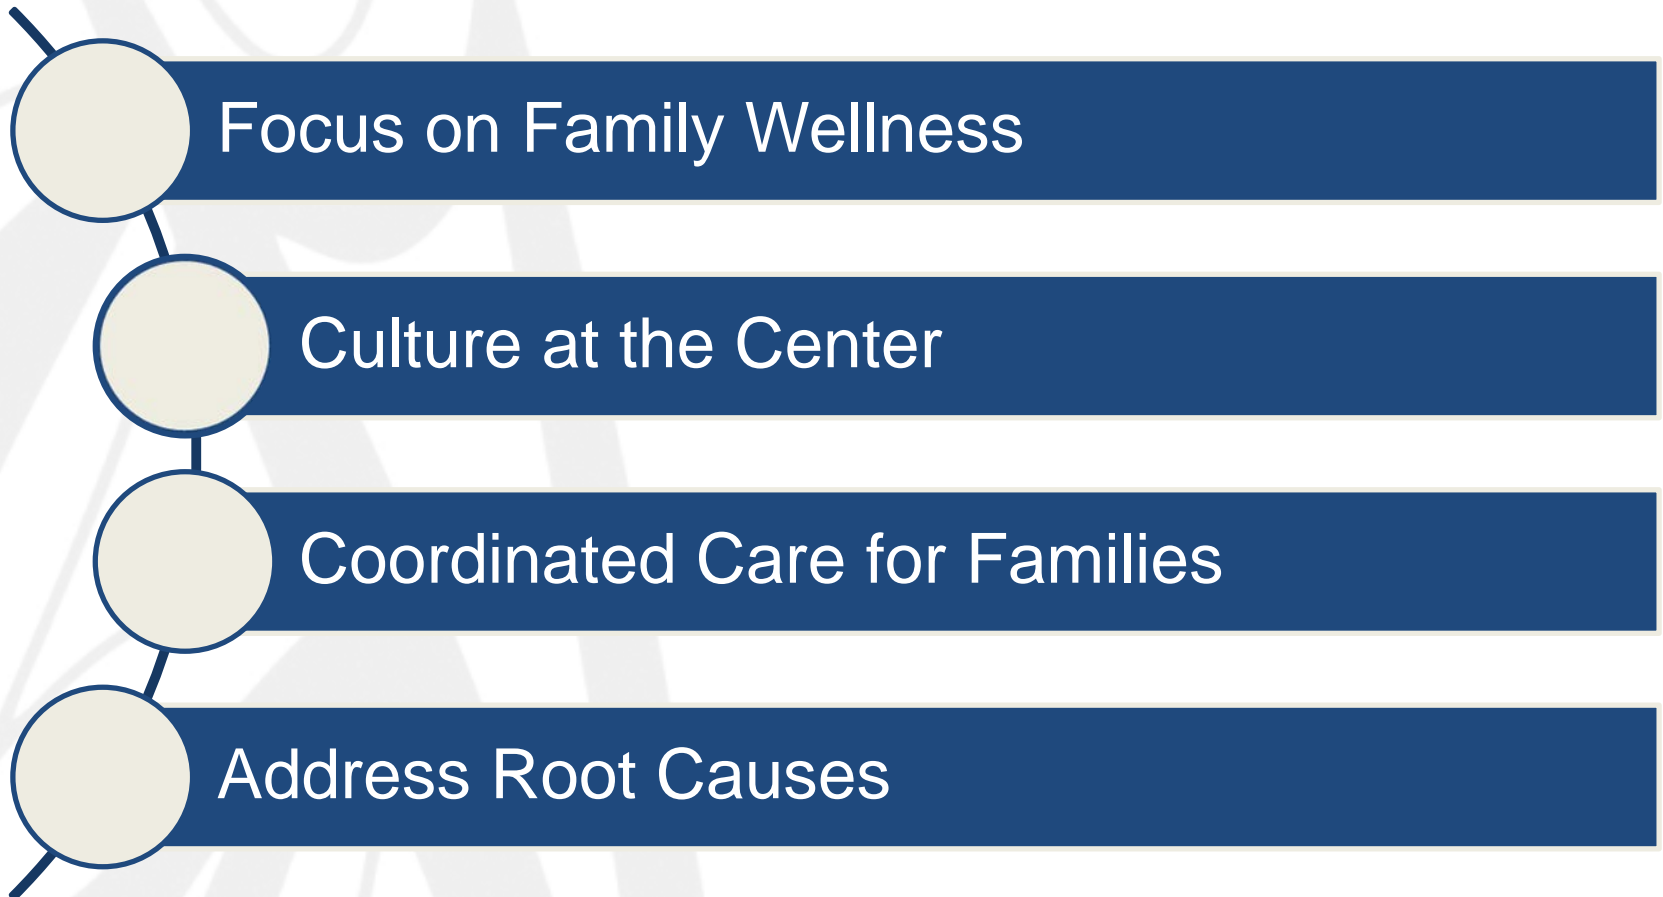 Focus on Family Wellness
Culture at the Center
Coordinated Care for Families
Address Root Causes